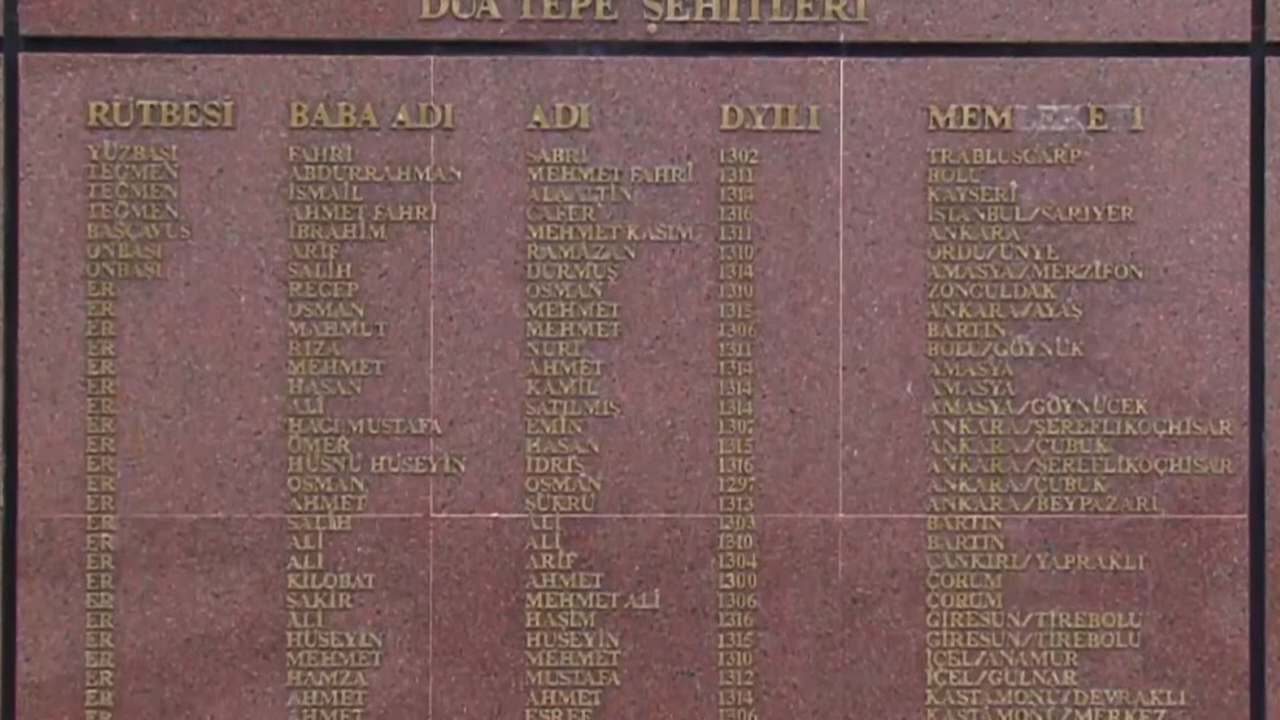 DUA TEPE ŞEHİTLERİ
RÜTBESİ BABA ADI ADI D.YILI MEMLEKETİ
YÜZBAŞI FAHRİ SABRİ 1302 TRABLUSGARP
TEĞMEN ABDURRAHMAN MEHMET FAHRİ 1311 BOLU
TEĞMEN İSMAİL ALAATTİN 1314 KAYSERİ
TEĞMEN AHMET FAHRİ CAFER 1316 İSTANBUL/SARIYER
BAŞÇAVUŞ İBRAHİM MEHMET KASIM 1311 ANKARA
ONBAŞI ARİF RAMAZAN 1310 ORDU/ÜNYE
ONBAŞI SALİH DURMUŞ 1314 AMASYA/MERZİFON
ER RECEP OSMAN 1310 ZONGULDAK
ER OSMAN MEHMET 1315 ANKARA/AYAŞ
ER MAHMUT MEHMET 1306 BARTIN
ER RIZA NURİ 1311 BOLU/GÖYNÜK
ER MEHMET AHMET 1314 AMASYA
ER HASAN KAMİL 1314 AMASYA
ER ALİ SATILMIŞ 1314 AMASYA/GÖYNÜCEK
ER HACI MUSTAFA EMİN 1307 ANKARA/ŞEREFLİKOÇHİSAR
ER ÖMER HASAN 1315 ANKARA/ÇUBUK
ER HÜSNÜ HÜSEYİN İDRİS 1316 ANKARA/ŞEREFLİKOÇHİSAR
ER OSMAN OSMAN 1297 ANKARA/ÇUBUK
ER AHMET ŞÜKRÜ 1313 ANKARA/BEYPAZARI
ER SALİH ALİ 1303 BARTIN
ER ALİ ALİ 1310 BARTIN
ER ALİ ARİF 1304 ÇANKIRI/YAPRAKLI
ER KILOBAT AHMET 1300 ÇORUM
ER ŞAKİR MEHMET ALİ 1306 ÇORUM
ER ALİ HAŞİM 1316 GİRESUN/TİREBOLU
ER HÜSEYİN HÜSEYİN 1315 GİRESUN/TİREBOLU
ER MEHMET MEHMET 1310 İÇEL/ANAMUR
ER HAMZA MUSTAFA 1312 İÇEL/GÜLNAR
ER AHMET AHMET 1314 KASTAMONU/DEVRAKLI
ER AHMET EŞREF 1306 KASTAMONU/MERKEZ